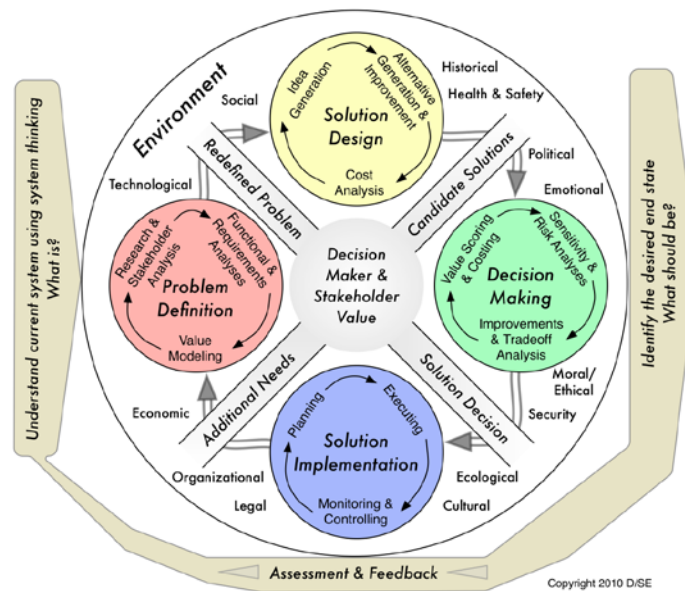 Environment
Social
Historical
Health & Safety
Political
Emotional
Technological
Idea
Generation
Alternative
Generation &
Improvement
Solution
Design
Cost
Analysis
Redefined Problem
Candidate Solutions
Understand current system using system thinking
What is?
Identify the desired end state
What should be?
Research &
Stakeholder
Analysis
Functional &
Requirements
Analyses
Problem
Definition
Value
Modeling
Decision
Maker &
Stakeholder
Value
Value Scoring
& Costing
Sensitivity &
Risk Analyses
Decision
Making
Improvements
& Tradeoff
Analysis
Moral/
Ethical
Security
Economic
Additional Needs
Solution Decision
Planning
Executing
Solution
Implementation
Monitoring &
Controlling
Organizational
Legal
Ecological
Cultural
Assessment & Feedback
Copyright 2010 D/SE